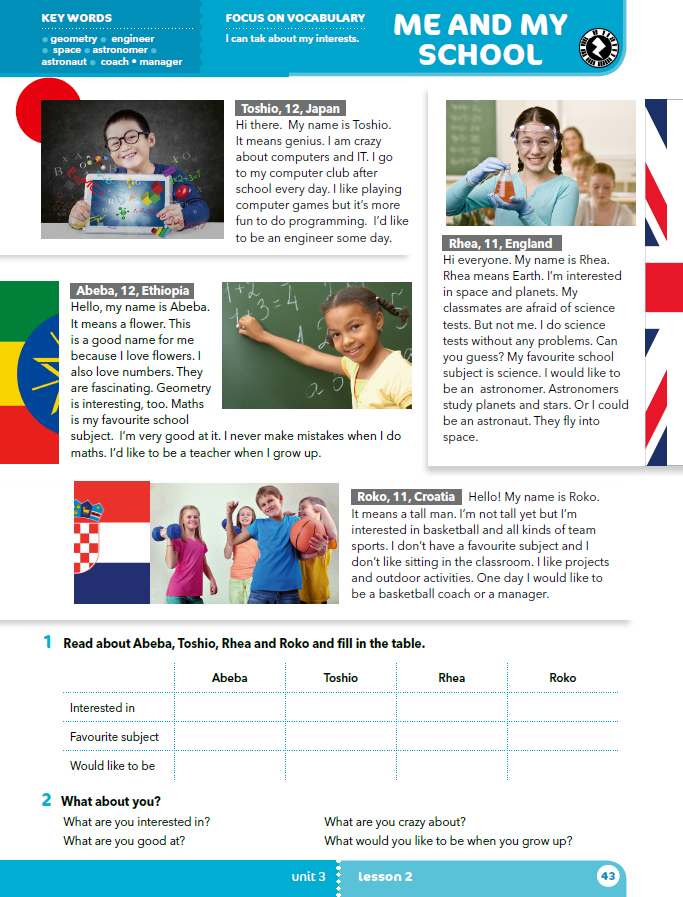 KEY WORDS
• geometry • engineer
• space • astronomer •
astronaut • coach • manager
FOCUS ON VOCABULARY
I can tak about my interests.
ME AND MY
SCHOOL
Toshio, 12, Japan
Hi there. My name is Toshio.
It means genius. I am crazy
about computers and IT. I go
to my computer club after
school every day. I like playing
computer games but it's more
fun to do programming. I'd like
to be an engineer some day.
Rhea, 11, England
Hi everyone. My name is Rhea.
Rhea means Earth. I'm interested
in space and planets. My
classmates are afraid of science
tests. But not me. I do science
tests without any problems. Can
you guess? My favourite school
subject is science. I would like to
be an astronomer. Astronomers
study planets and stars. Or I could
be an astronaut. They fly into
space.
Abeba, 12, Ethiopia
Hello, my name is Abeba.
It means a flower. This
is a good name for me
because I love flowers. I
also love numbers. They
are fascinating. Geometry
is interesting, too. Maths
is my favourite school
subject. I'm very good at it. I never make mistakes when I do
maths. I'd like to be a teacher when I grow up.
Roko, 11, Croatia Hello! My name is Roko.
It means a tall man. I'm not tall yet but I'm
interested in basketball and all kinds of team
sports. I don't have a favourite subject and I
don't like sitting in the classroom. I like projects
and outdoor activities. One day I would like to
be a basketball coach or a manager.
1 Read about Abeba, Toshio, Rhea and Roko and fill in the table.
Abeba Toshio Rhea Roko
Interested in
Favourite subject
Would like to be
2 What about you?
What are you interested in?
What are you good at?
What are you crazy about?
What would you like to be when you grow up?
unit 3 lesson 2 43